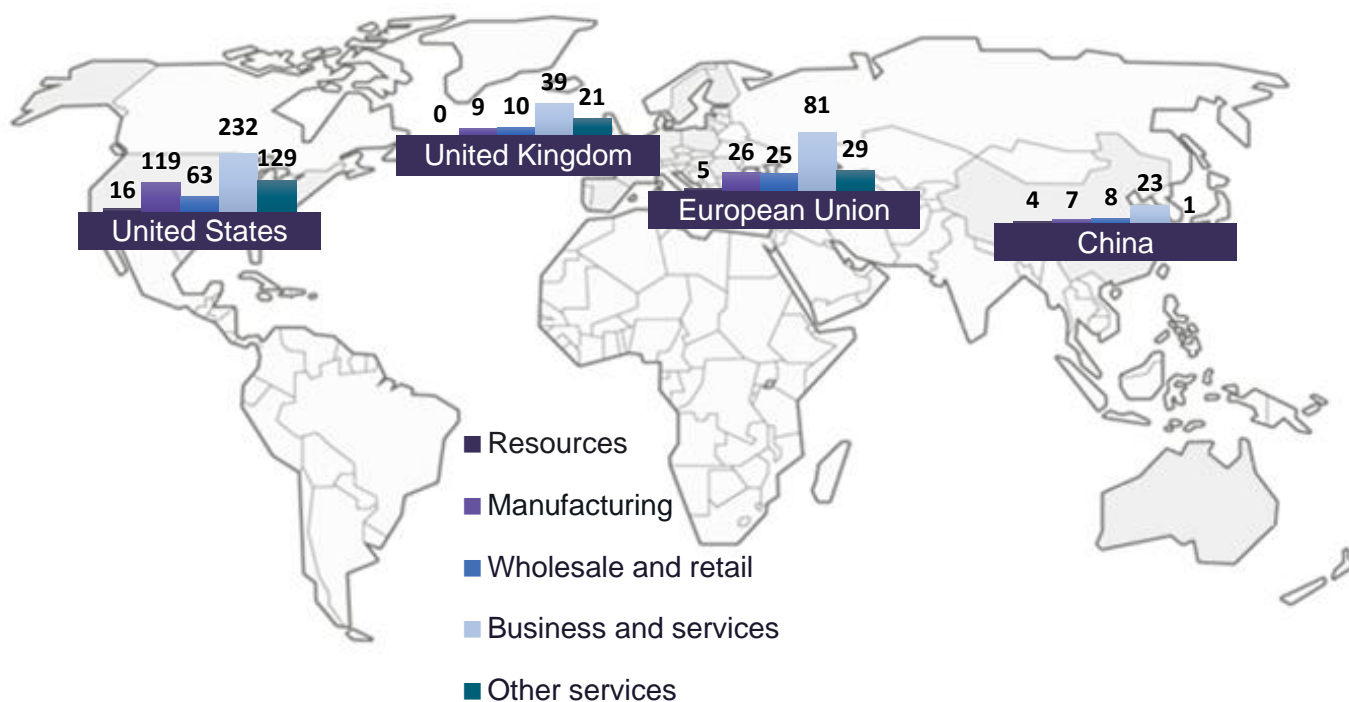 0 9 10 39 21
United Kingdom
16 119 63 232 129
United States
5 26 25 81 29
European Union
4 7 8 23 1
China
Resources
Manufacturing
Wholesale and retail
Business and services
Other services